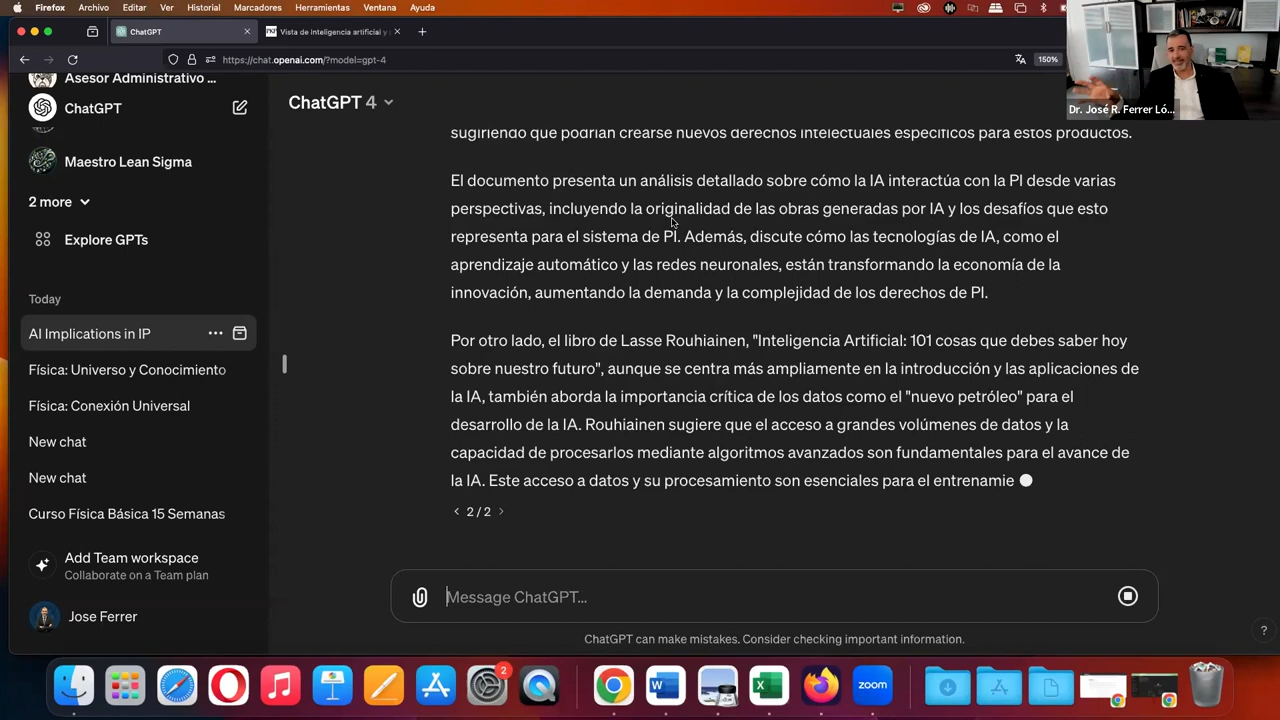 Firefox Archivo Editar Ver Historial Marcadores Herramientas Ventana Ayuda
ChatGPT
Vista de inteligencia artificial y
https://chat.openai.com/?model=gpt-4
150%
Dr. José R. Ferrer Ló...
Asesor Administrativo ...
ChatGPT
Maestro Lean Sigma
2 more
Explore GPTs
Today
AI Implications in IP
Física: Universo y Conocimiento
Física: Conexión Universal
New chat
New chat
Curso Física Básica 15 Semanas
Add Team workspace
Collaborate on a Team plan
Jose Ferrer
ChatGPT 4
sugiriendo que podrían crearse nuevos derechos intelectuales específicos para estos productos.
El documento presenta un análisis detallado sobre cómo la IA interactúa con la PI desde varias
perspectivas, incluyendo la originalidad de las obras generadas por IA y los desafíos que esto
representa para el sistema de PI. Además, discute cómo las tecnologías de IA, como el
aprendizaje automático y las redes neuronales, están transformando la economía de la
innovación, aumentando la demanda y la complejidad de los derechos de PI.
Por otro lado, el libro de Lasse Rouhiainen, "Inteligencia Artificial: 101 cosas que debes saber hoy
sobre nuestro futuro", aunque se centra más ampliamente en la introducción y las aplicaciones de
la IA, también aborda la importancia crítica de los datos como el "nuevo petróleo" para el
desarrollo de la IA. Rouhiainen sugiere que el acceso a grandes volúmenes de datos y la
capacidad de procesarlos mediante algoritmos avanzados son fundamentales para el avance de
la IA. Este acceso a datos y su procesamiento son esenciales para el entrenamie
2 / 2
Message ChatGPT...
ChatGPT can make mistakes. Consider checking important information.
?
2
zoom